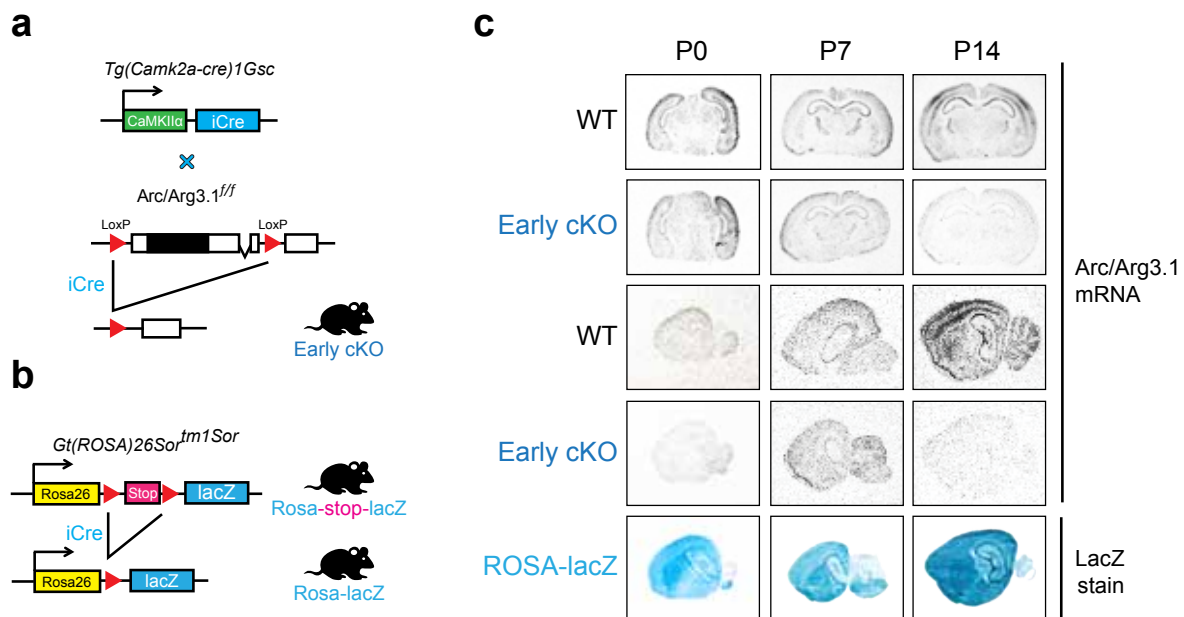 a
Tg(Camk2a-cre)1Gsc
CaMKIIα
iCre
×
Arc/Arg3.1f/f
LoxP
LoxP
iCre
Early cKO
b
Gt(ROSA)26Sortm1Sor
Rosa26
Stop
lacZ
Rosa-stop-lacZ
iCre
Rosa26
lacZ
Rosa-lacZ
c
P0 P7 P14
WT
Early cKO
WT
Early cKO
Arc/Arg3.1
mRNA
ROSA-lacZ
LacZ
stain